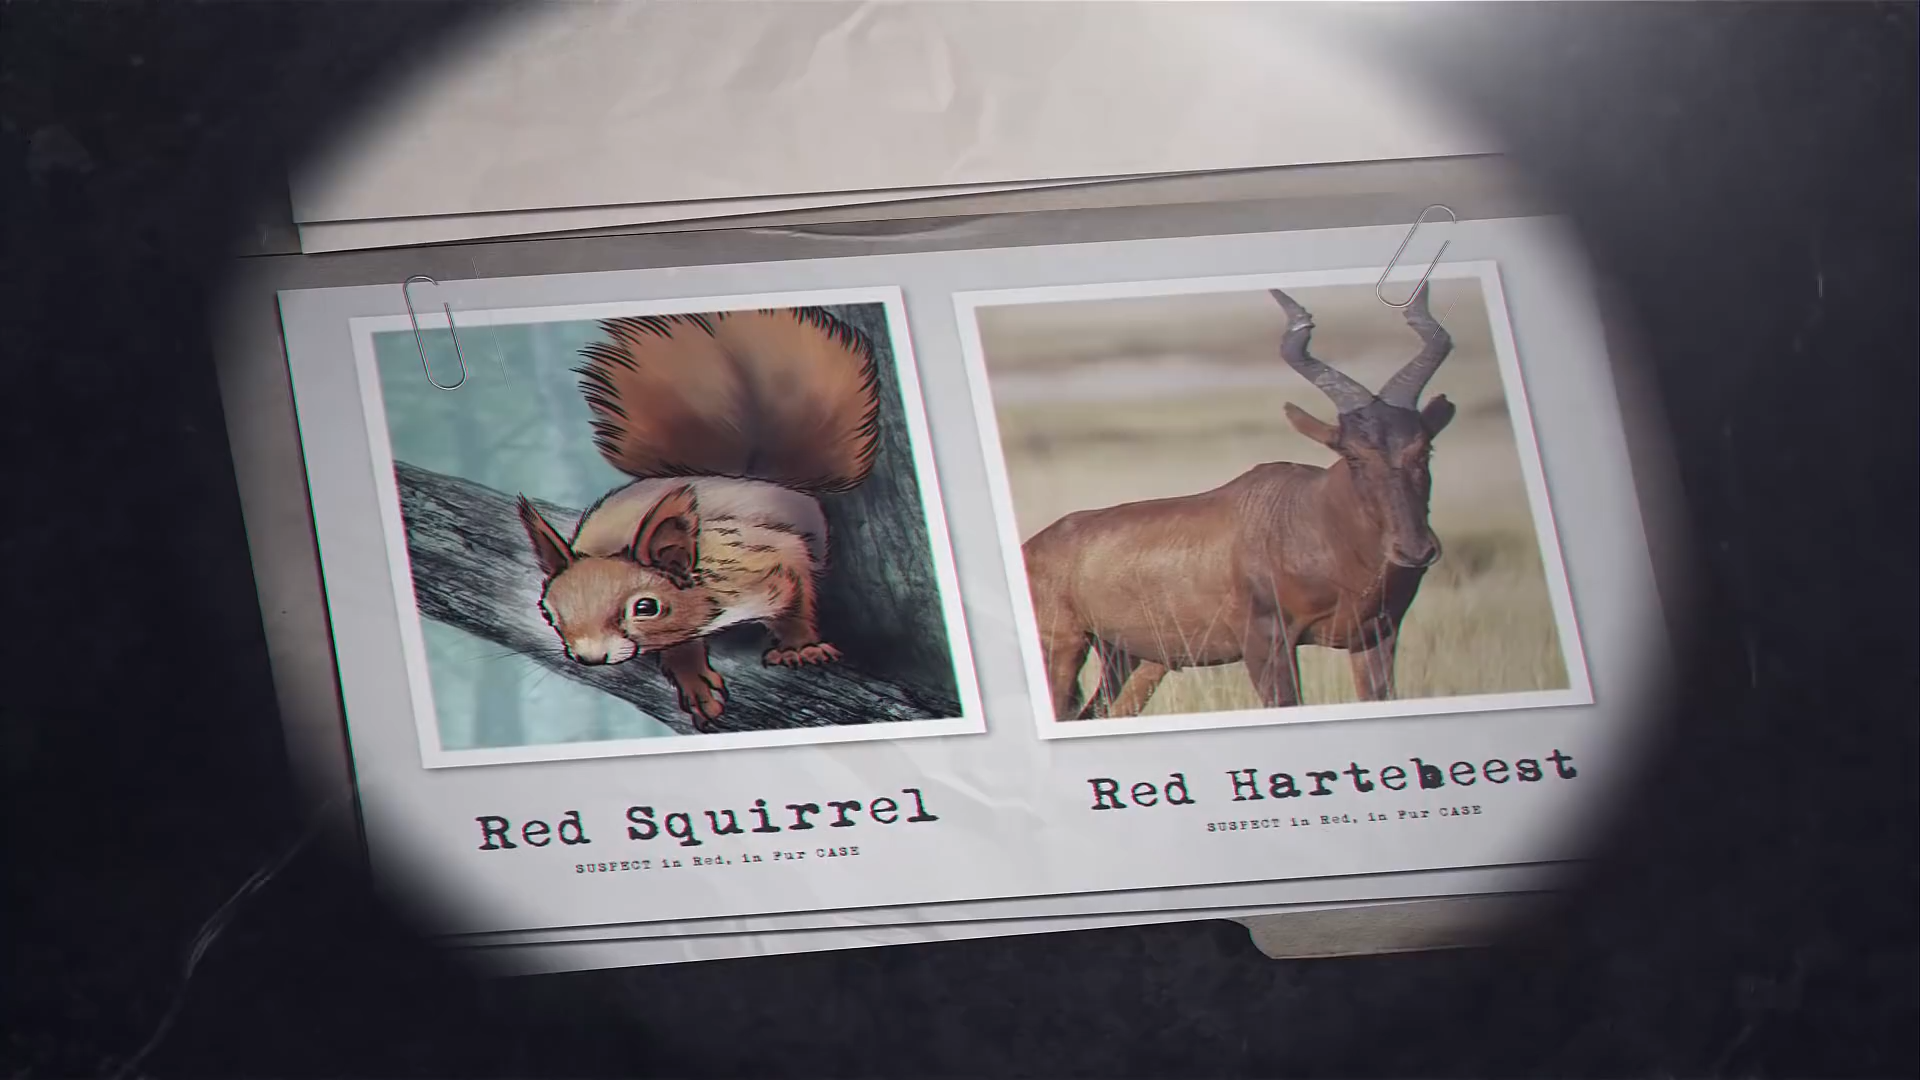 Red Squirrel
SUSPECT in Red, in Fur CASE
Red Hartebeest
SUSPECT in Red, in Fur CASE